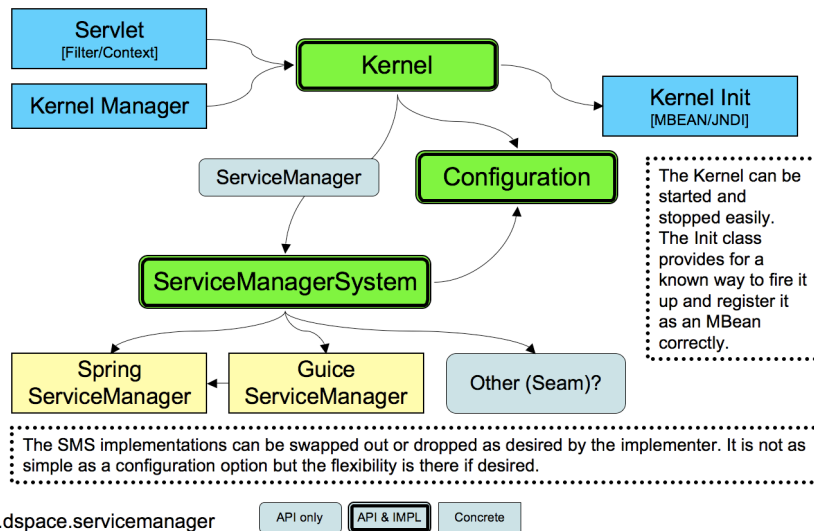 Servlet
[Filter/Context]
Kernel
Kernel Manager
Kernel Init
[MBEAN/JNDI]
ServiceManager
Configuration
The Kernel can be
started and
stopped easily.
The Init class
provides for a
known way to fire it
up and register it
as an MBean
correctly.
ServiceManagerSystem
Spring
ServiceManager
Guice
ServiceManager
Other (Seam)?
The SMS implementations can be swapped out or dropped as desired by the implementer. It is not as
simple as a configuration option but the flexibility is there if desired.
.dspace.servicemanager
API only
API & IMPL
Concrete